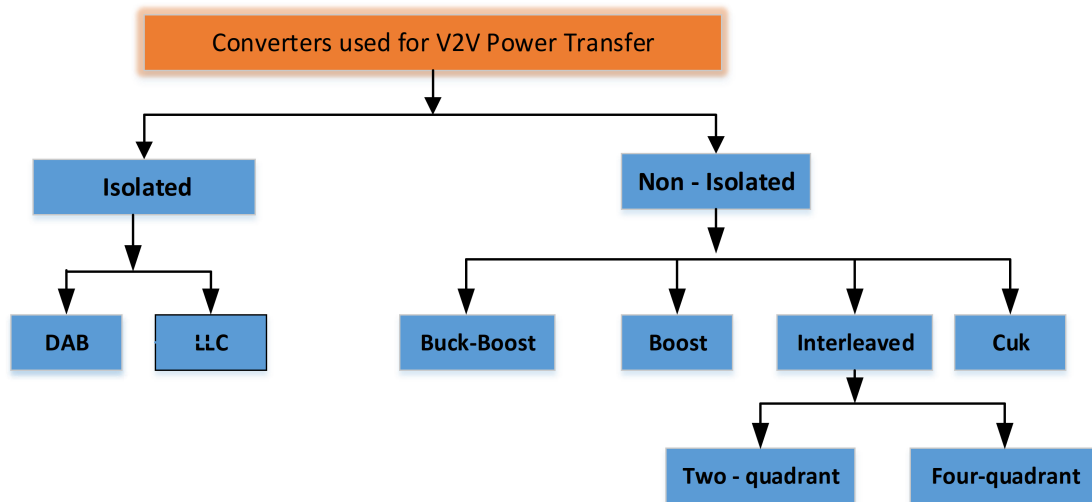 Converters used for V2V Power Transfer
Isolated
Non - Isolated
DAB
LLC
Buck-Boost
Boost
Interleaved
Cuk
Two - quadrant
Four-quadrant